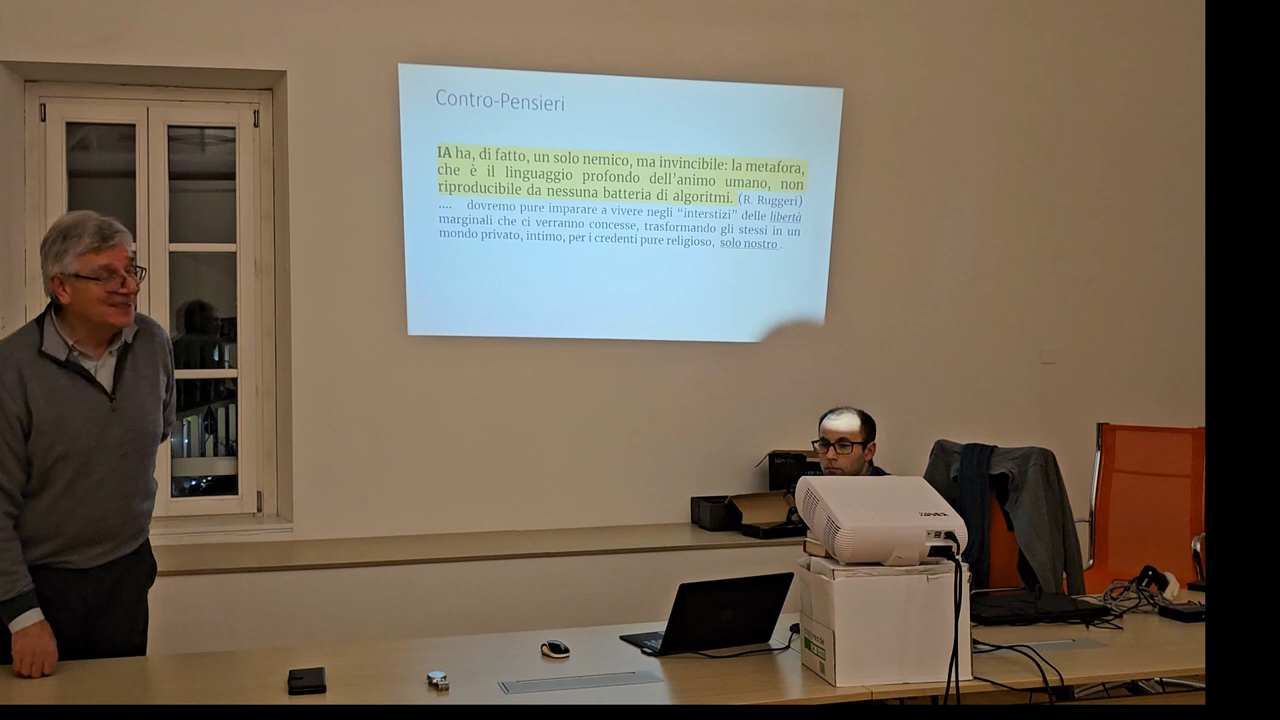 Contro-Pensieri
IA ha, di fatto, un solo nemico, ma invincibile: la metafora,
che è il linguaggio profondo dell'animo umano, non
riproducibile da nessuna batteria di algoritmi. (R. Ruggeri)
.... dovremo pure imparare a vivere negli “interstizi” delle libertà
marginali che ci verranno concesse, trasformando gli stessi in un
mondo privato, intimo, per i credenti pure religioso, solo nostro .